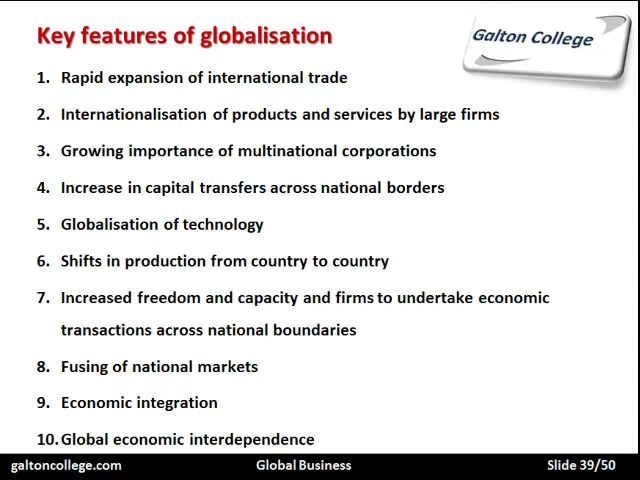 Key features of globalisation
Galton College
1. Rapid expansion of international trade
2. Internationalisation of products and services by large firms
3. Growing importance of multinational corporations
4. Increase in capital transfers across national borders
5. Globalisation of technology
6. Shifts in production from country to country
7. Increased freedom and capacity and firms to undertake economic
transactions across national boundaries
8. Fusing of national markets
9. Economic integration
10. Global economic interdependence
galtoncollege.com Global Business Slide 39/50